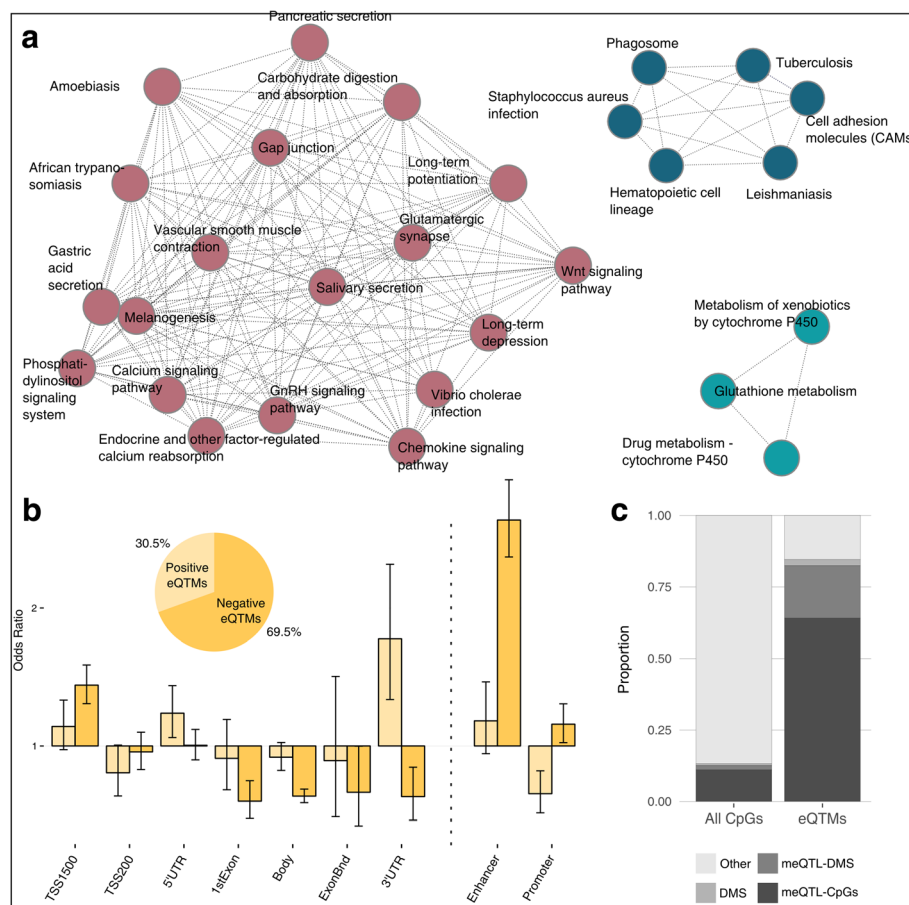 a
Pancreatic secretion
Amoebiasis
Carbohydrate digestion
and absorption
Gap junction
African trypano-
somiasis
Long-term
potentiation
Vascular smooth muscle
contraction
Glutamatergic
synapse
Gastric
acid
secretion
Salivary secretion
Wnt signaling
pathway
Melanogenesis
Long-term
depression
Phosphati-
dylinositol
signaling
system
Calcium signaling
pathway
GnRH signaling
pathway
Vibrio cholerae
infection
Endocrine and other factor-regulated
calcium reabsorption
Chemokine signaling
pathway
Phagosome
Tuberculosis
Staphylococcus aureus
infection
Cell adhesion
molecules (CAMs
Hematopoietic cell
lineage
Leishmaniasis
Metabolism of xenobiotics
by cytochrome P450
Glutathione metabolism
Drug metabolism -
cytochrome P450
b
30.5%
Positive
eQTMs
Negative
eQTMs
69.5%
Odds Ratio
2
1
TSS1500
TSS200
5'UTR
1stExon
Body
ExonBnd
3'UTR
Enhancer
Promoter
c
Proportion
1.00
0.75
0.50
0.25
0.00
All CpGs
eQTMs
Other
meQTL-DMS
DMS
meQTL-CpGs